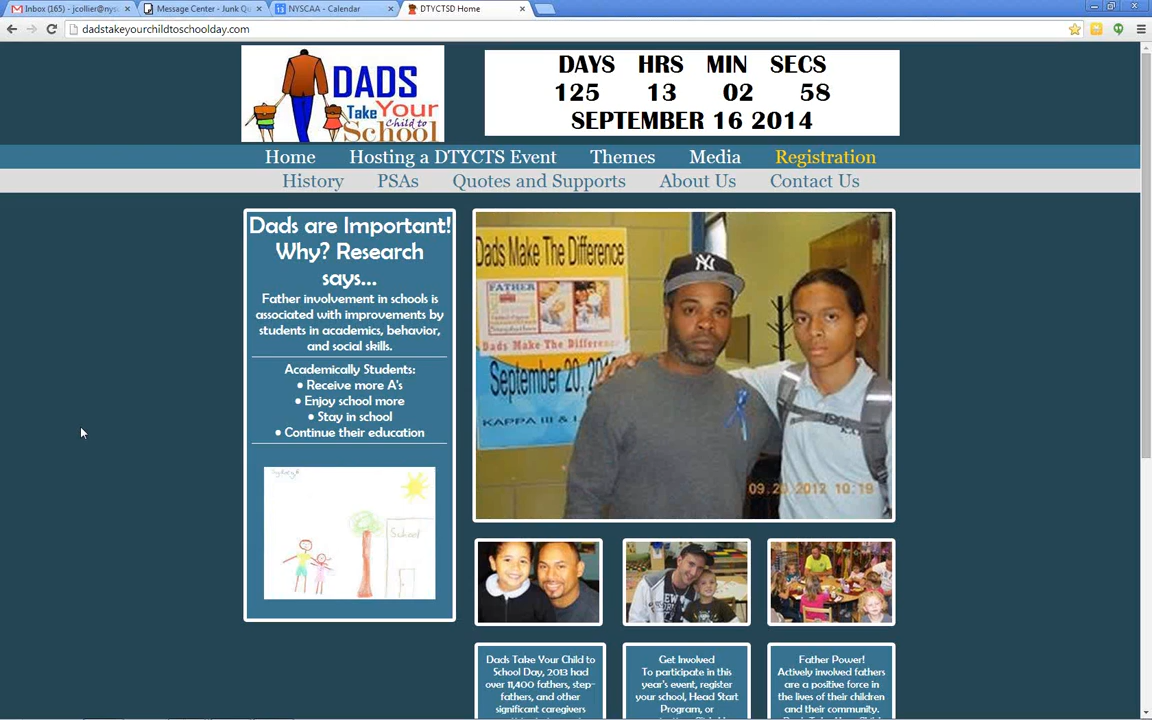 Inbox (165) - jcollier@nys
Message Center - Junk Qu
NYSCAA - Calendar
DTYCTSD Home
dadstakeyourchildtoschoolday.com
DADS
Take Your
Child to
School
DAYS HRS MIN SECS
125 13 02 58
SEPTEMBER 16 2014
Home Hosting a DTYCTS Event Themes Media Registration
History PSAs Quotes and Supports About Us Contact Us
Dads are Important!
Why? Research
says...
Father involvement in schools is
associated with improvements by
students in academics, behavior,
and social skills.
Academically Students:
• Receive more A's
• Enjoy school more
• Stay in school
• Continue their education
School
Dads Make The Difference
FATHER
Dads Make The Difference
September 20, 20
KAPPA III &
09.20.2012 10:19
Dads Take Your Child to
School Day, 2013 had
over 11,400 fathers, step-
fathers, and other
significant caregivers
Get Involved
To participate in this
year's event, register
your school, Head Start
Program, or
Father Power!
Actively involved fathers
are a positive force in
the lives of their children
and their community.